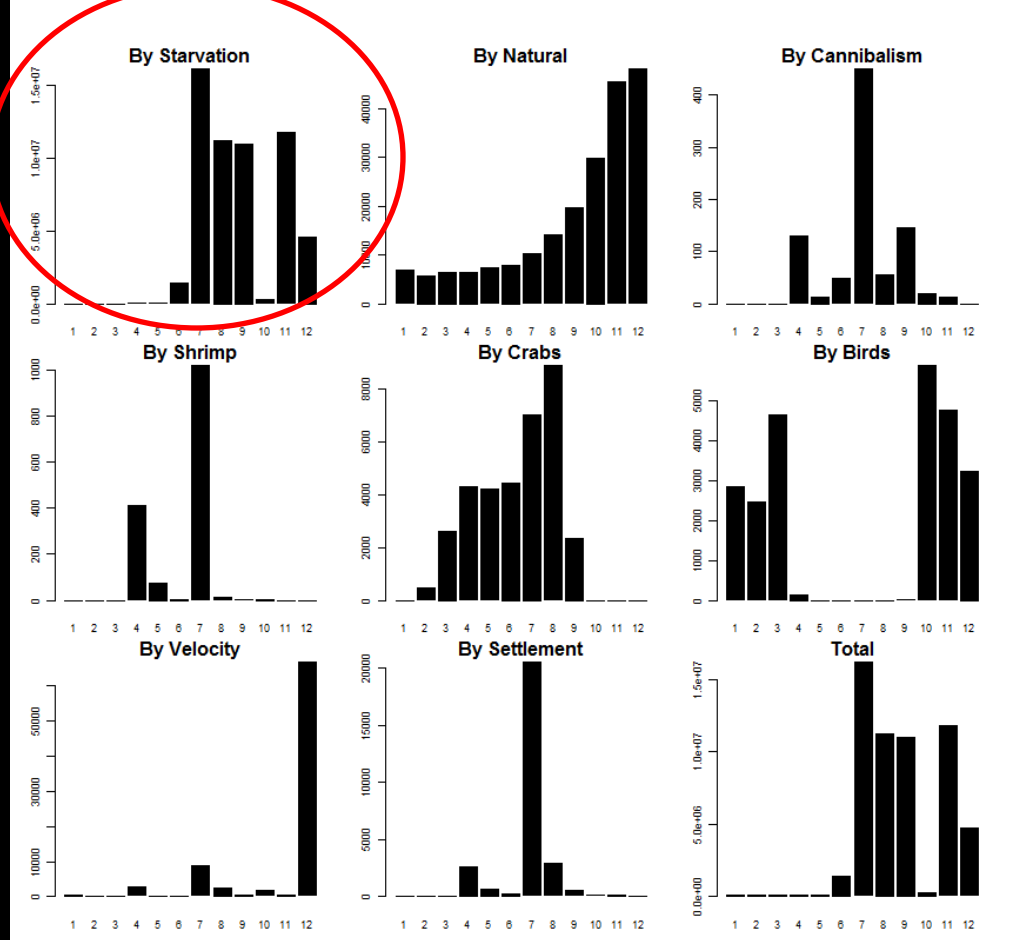 By Starvation
0.0e+00 5.0e+06 1.0e+07 1.5e+07
1 2 3 4 5 6 7 8 9 10 11 12
By Natural
0 10000 20000 30000 40000
1 2 3 4 5 6 7 8 9 10 11 12
By Cannibalism
0 100 200 300 400
1 2 3 4 5 6 7 8 9 10 11 12
By Shrimp
0 200 400 600 800 1000
1 2 3 4 5 6 7 8 9 10 11 12
By Crabs
0 2000 4000 6000 8000
1 2 3 4 5 6 7 8 9 10 11 12
By Birds
0 1000 2000 3000 4000 5000
1 2 3 4 5 6 7 8 9 10 11 12
By Velocity
0 10000 30000 50000
1 2 3 4 5 6 7 8 9 10 11 12
By Settlement
0 5000 10000 15000 20000
1 2 3 4 5 6 7 8 9 10 11 12
Total
0.0e+00 5.0e+06 1.0e+07 1.5e+07
1 2 3 4 5 6 7 8 9 10 11 12